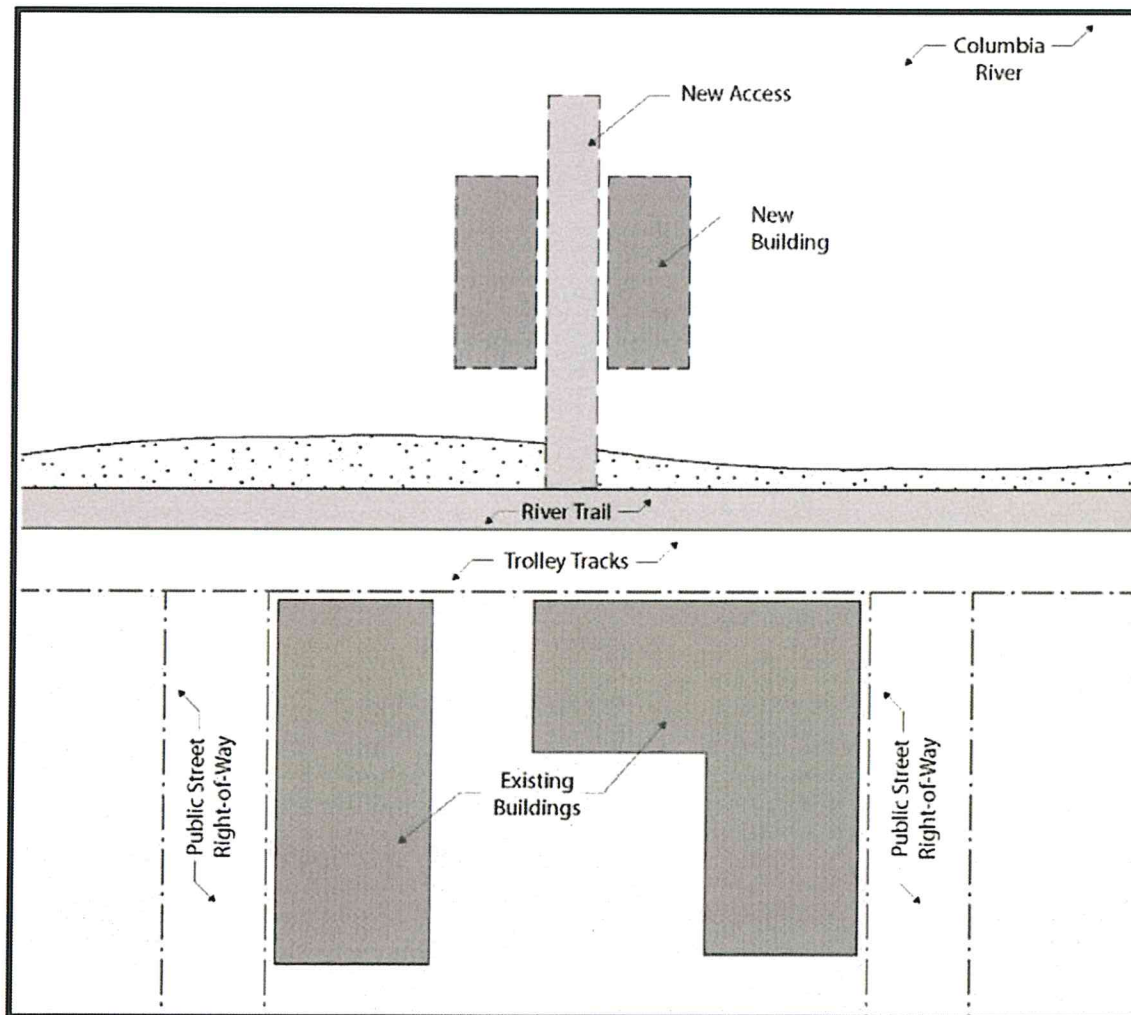 Columbia
River
New Access
New
Building
River Trail
Trolley Tracks
Public Street
Right-of-Way
Existing
Buildings
Public Street
Right-of-Way